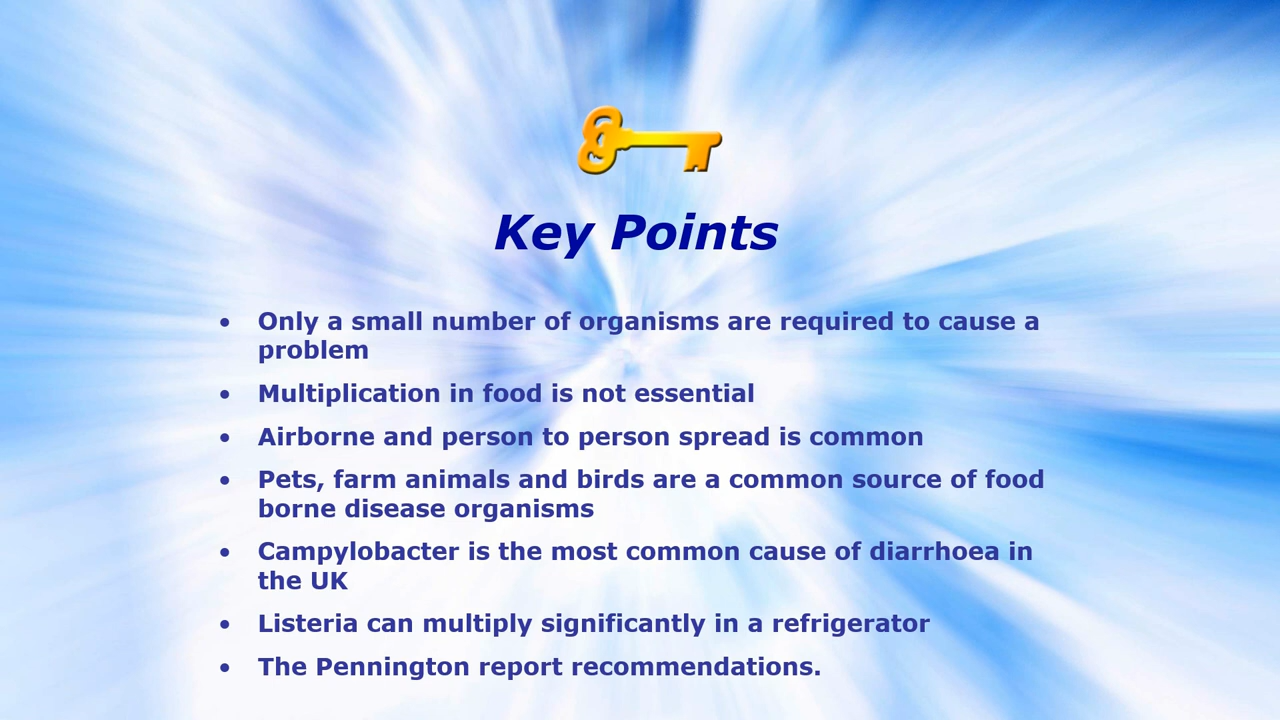 Key Points
• Only a small number of organisms are required to cause a
problem
• Multiplication in food is not essential
• Airborne and person to person spread is common
• Pets, farm animals and birds are a common source of food
borne disease organisms
• Campylobacter is the most common cause of diarrhoea in
the UK
• Listeria can multiply significantly in a refrigerator
• The Pennington report recommendations.